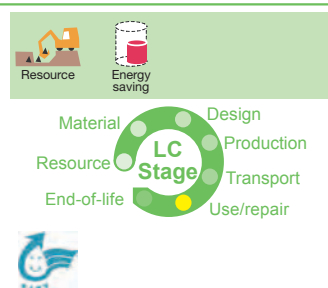 Resource
Energy
saving
Design
Material
Production
LC
Stage
Resource
Transport
End-of-life
Use/repair